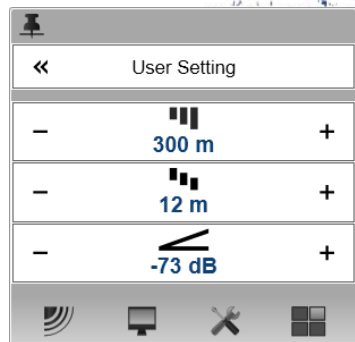 « User Setting
− 300 m +
− 12 m +
− -73 dB +